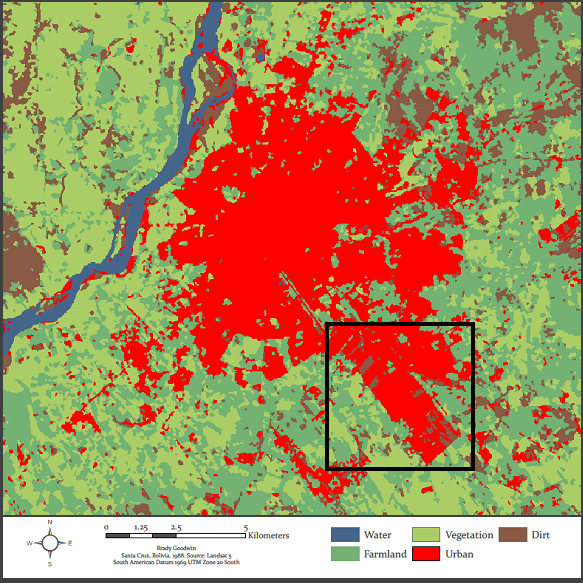 N
W E
S
0 1.25 2.5 5
Kilometers
Brady Goodwin
Santa Cruz, Bolivia. 1988. Source: Landsat 5
South American Datum 1969 UTM Zone 20 South
Water Vegetation Dirt
Farmland Urban